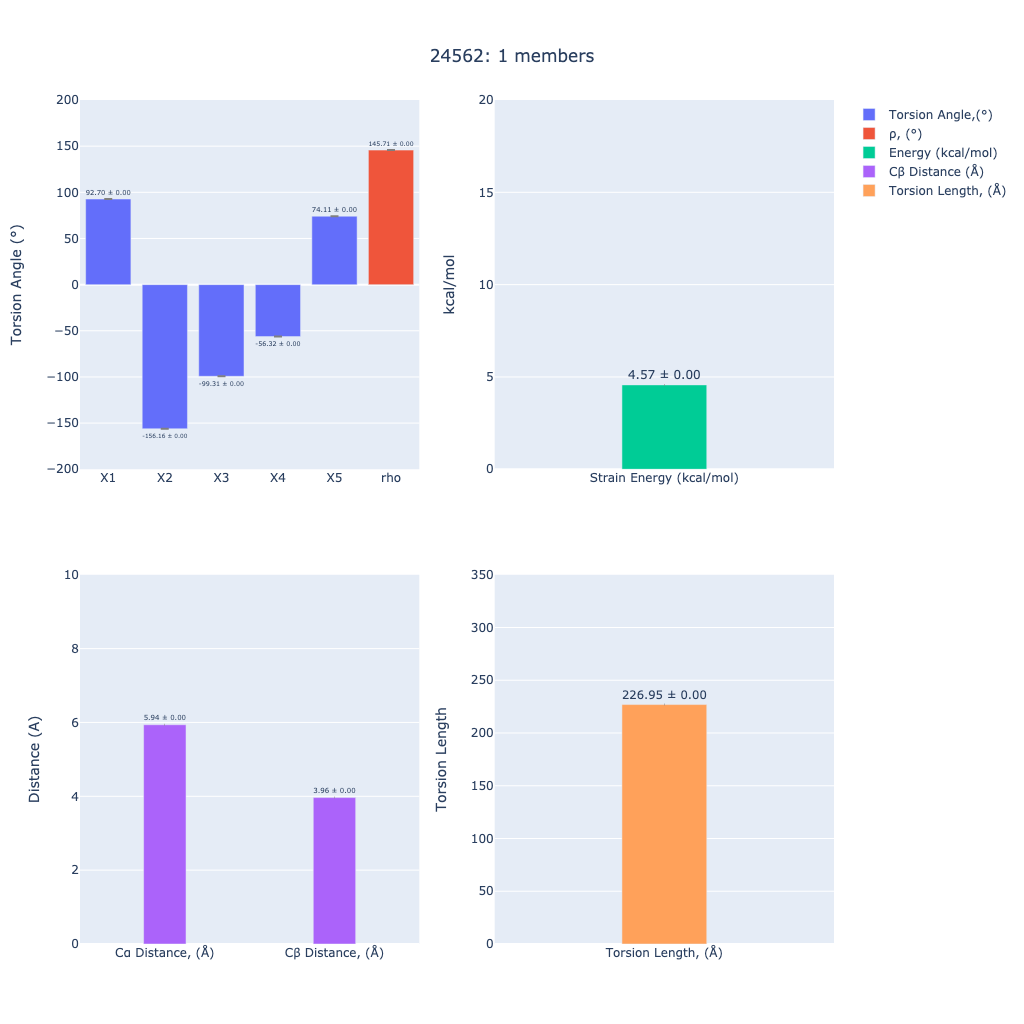 24562: 1 members
Torsion Angle (°)
200
150
100
50
0
−50
−100
−150
−200
92.70 ± 0.00
-156.16 ± 0.00
-99.31 ± 0.00
-56.32 ± 0.00
74.11 ± 0.00
145.71 ± 0.00
X1 X2 X3 X4 X5 rho
kcal/mol
20
15
10
5
0
4.57 ± 0.00
Strain Energy (kcal/mol)
Torsion Angle,(°)
ρ, (°)
Energy (kcal/mol)
Cβ Distance (Å)
Torsion Length, (Å)
Distance (A)
10
8
6
4
2
0
5.94 ± 0.00
3.96 ± 0.00
Cα Distance, (Å) Cβ Distance, (Å)
Torsion Length
350
300
250
200
150
100
50
0
226.95 ± 0.00
Torsion Length, (Å)